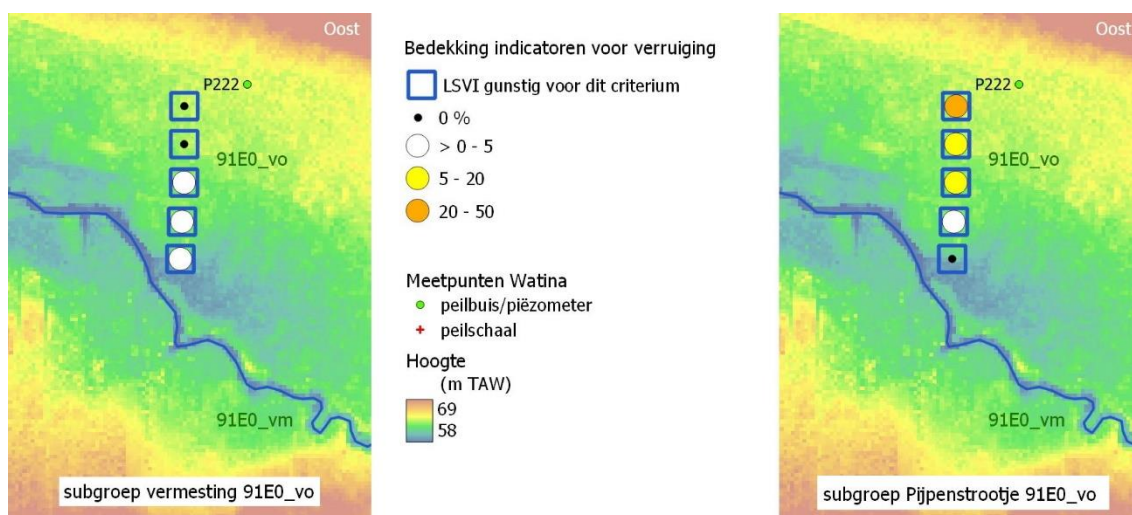 Oost
P222
91E0_vo
91E0_vm
subgroep vermesting 91E0_vo
Bedekking indicatoren voor verruiging
LSVI gunstig voor dit criterium
0 %
> 0 - 5
5 - 20
20 - 50
Meetpunten Watina
peilbuis/piëzometer
peilschaal
Hoogte
(m TAW)
69
58
Oost
P222
91E0_vo
91E0_vm
subgroep Pijpenstrootje 91E0_vo